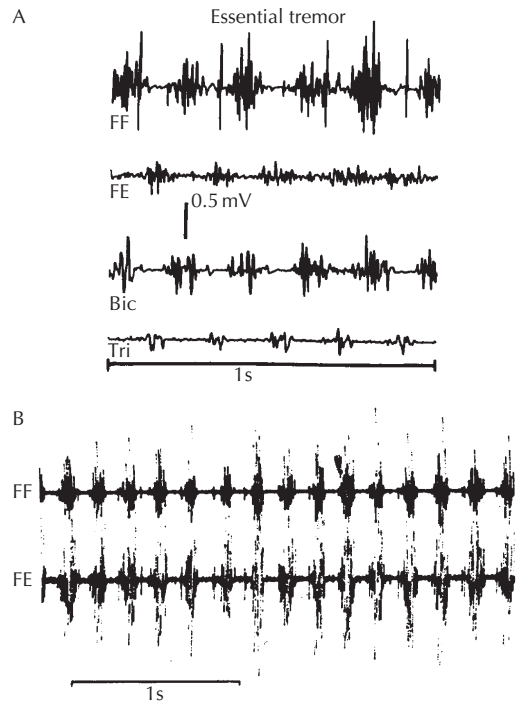 A
Essential tremor
FF
FE
0.5 mV
Bic
Tri
1s
B
FF
FE
1s